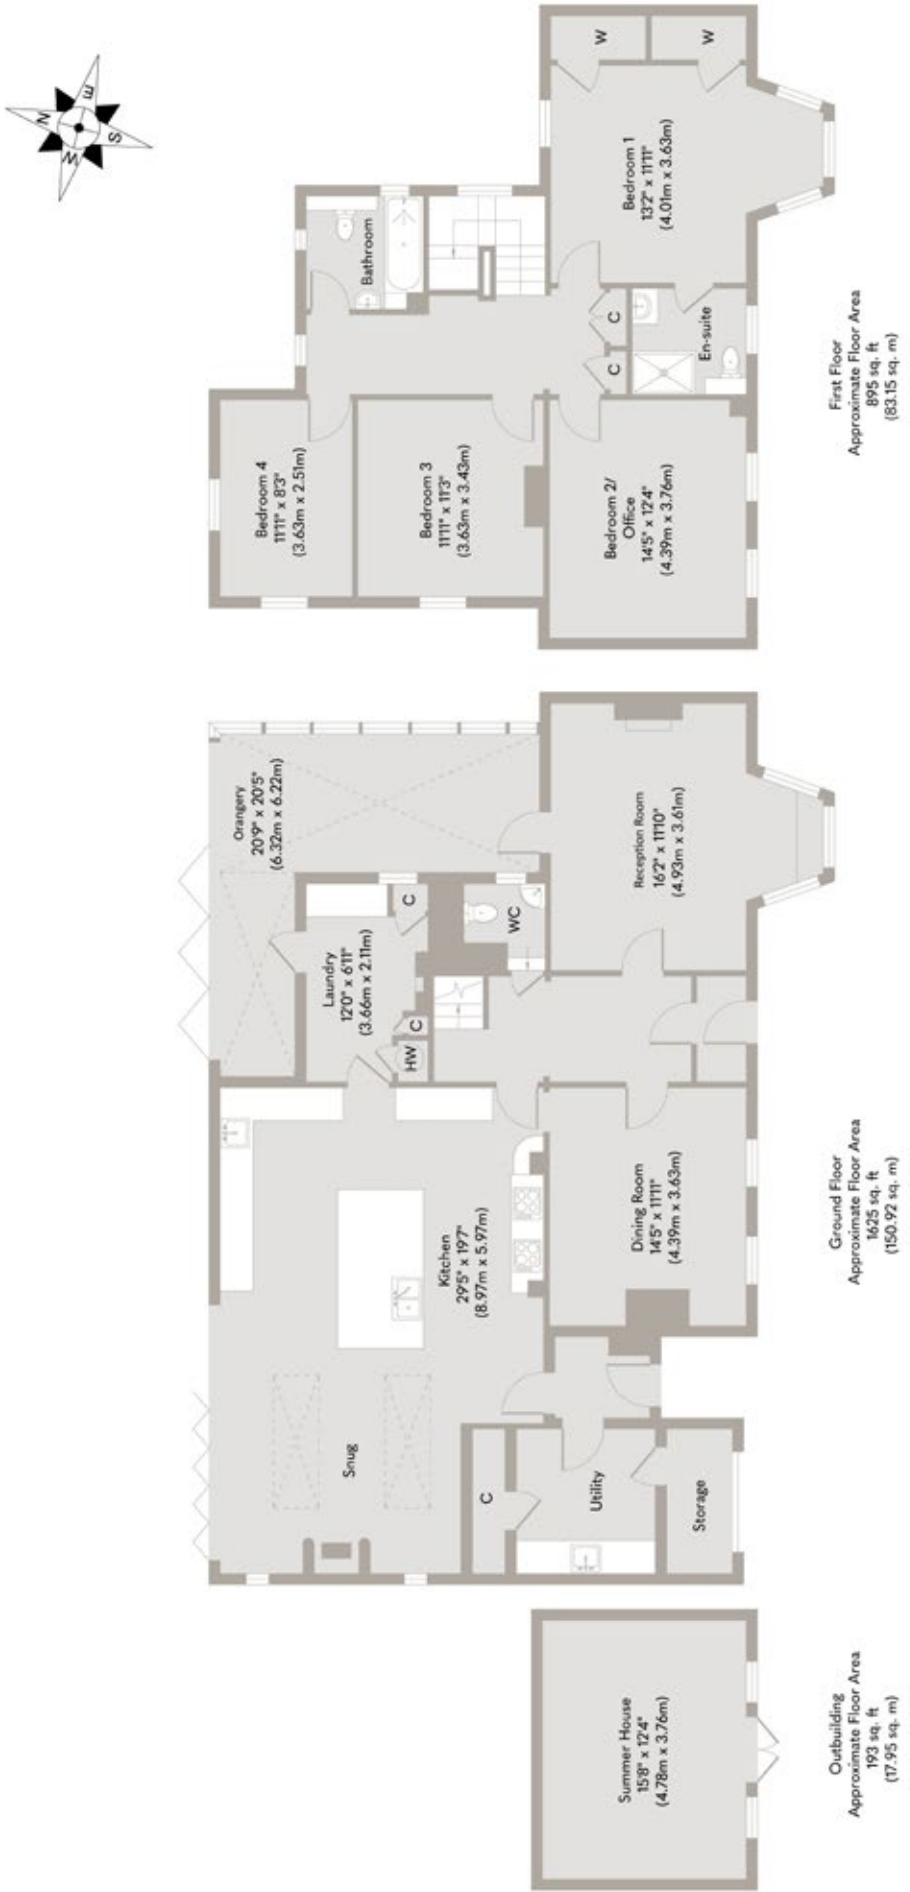 Summer House
15'8" x 12'4"
(4.78m x 3.76m)
Outbuilding
Approximate Floor Area
193 sq. ft
(17.95 sq. m)
Snug
C
Utility
Storage
Kitchen
29'5" x 19'7"
(8.97m x 5.97m)
Dining Room
14'5" x 11'11"
(4.39m x 3.63m)
Orangery
20'9" x 20'5"
(6.32m x 6.22m)
Laundry
12'0" x 6'11"
(3.66m x 2.11m)
HW
C
C
WC
Reception Room
16'2" x 11'10"
(4.93m x 3.61m)
Ground Floor
Approximate Floor Area
1625 sq. ft
(150.92 sq. m)
Bedroom 4
11'11" x 8'3"
(3.63m x 2.51m)
Bedroom 3
11'11" x 11'3"
(3.63m x 3.43m)
Bedroom 2/
Office
14'5" x 12'4"
(4.39m x 3.76m)
Bathroom
C
C
En-suite
Bedroom 1
13'2" x 11'11"
(4.01m x 3.63m)
W
W
First Floor
Approximate Floor Area
895 sq. ft
(83.15 sq. m)
N
E
S
W